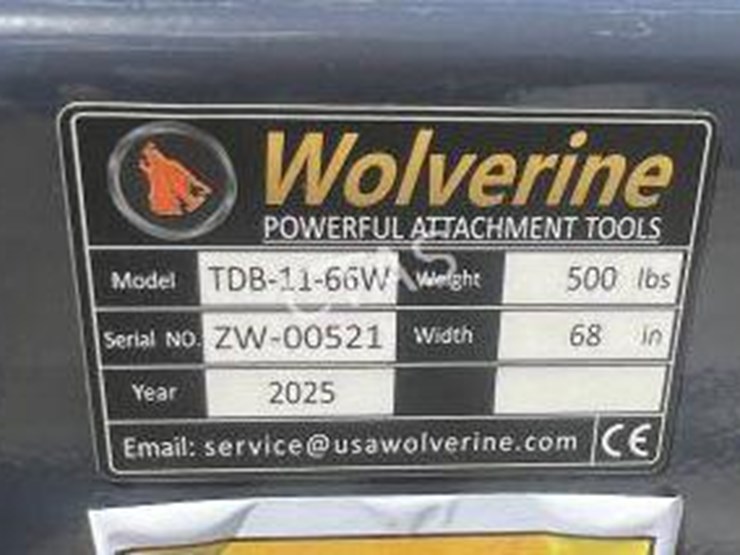 Wolverine
POWERFUL ATTACHMENT TOOLS
Model TDB-11-66W Weight 500 lbs
Serial NO. ZW-00521 Width 68 in
Year 2025
Email: service@usawolverine.com CE